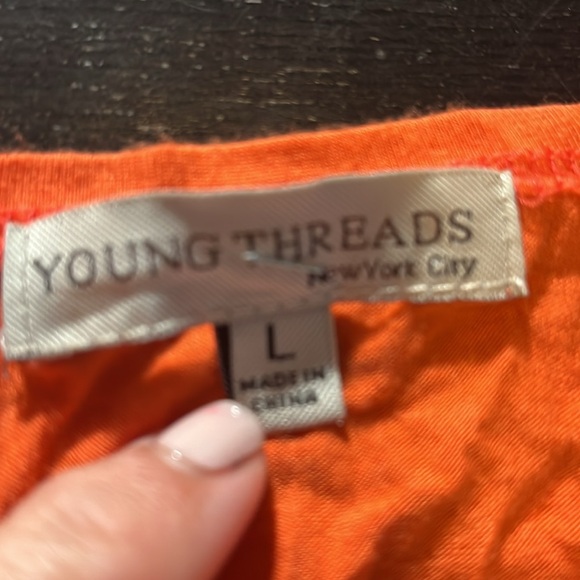 YOUNG THREADS
New York City
L
MADE IN
CHINA